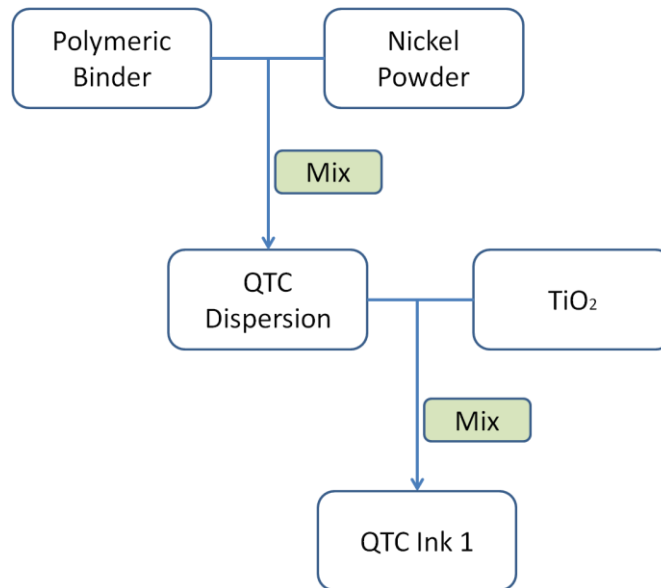 Polymeric
Binder
Nickel
Powder
Mix
QTC
Dispersion
TiO₂
Mix
QTC Ink 1